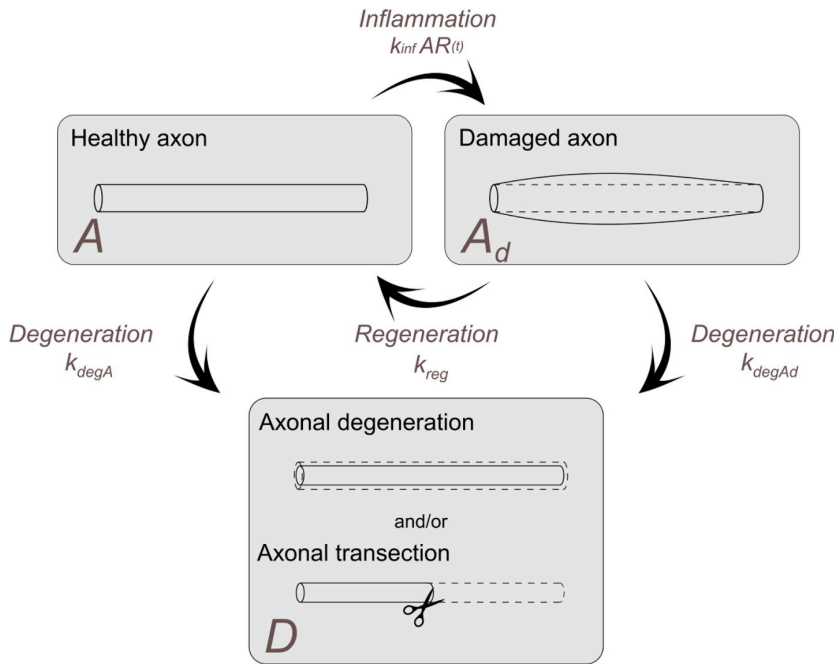 Inflammation
kinf AR(t)
Healthy axon
A
Damaged axon
Ad
Degeneration
kdegA
Regeneration
kreg
Degeneration
kdegAd
Axonal degeneration
and/or
Axonal transection
D